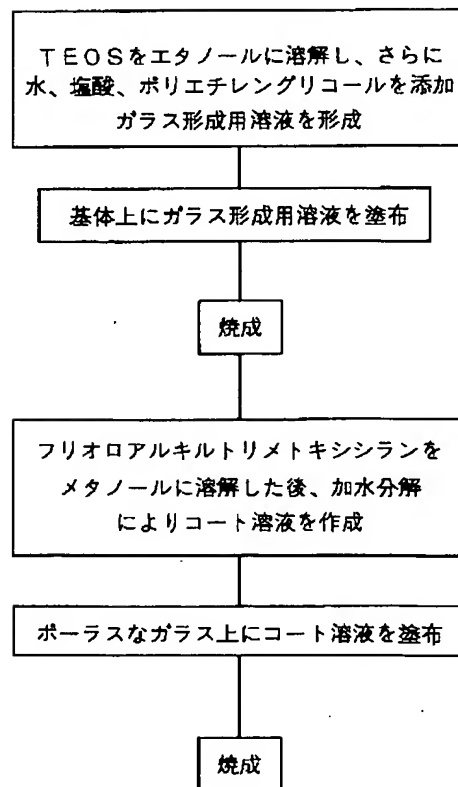 TEOSをエタノールに溶解し、さらに
水、塩酸、ポリエチレングリコールを添加
ガラス形成用溶液を形成
基体上にガラス形成用溶液を塗布
焼成
フリオロアルキルトリメトキシシランを
メタノールに溶解した後、加水分解
によりコート溶液を作成
ポーラスなガラス上にコート溶液を塗布
焼成